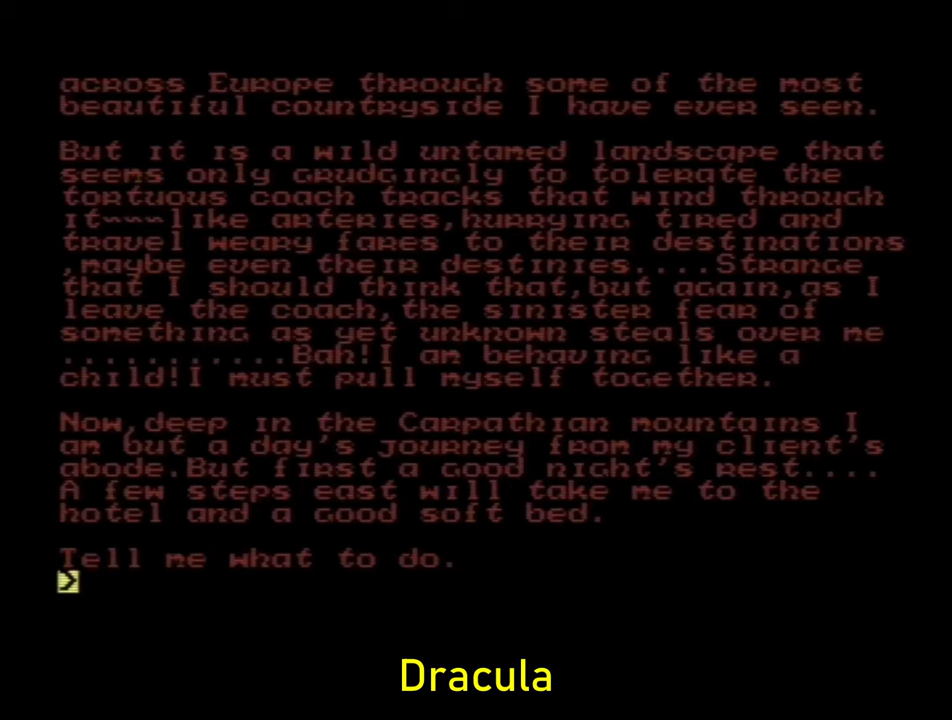 across Europe through some of the most
beautiful countryside I have ever seen.
But it is a wild untamed landscape that
seems only grudgingly to tolerate the
tortuous coach tracks that wind through
it~~~like arteries,hurrying tired and
travel weary fares to their destinations
,maybe even their destinies....Strange
that I should think that,but again,as I
leave the coach,the sinister fear of
something as yet unknown steals over me
............Bah!I am behaving like a
child!I must pull myself together.
Now,deep in the Carpathian mountains I
am but a day's journey from my client's
abode.But first a good night's rest....
A few steps east will take me to the
hotel and a good soft bed.
Tell me what to do.
>
Dracula